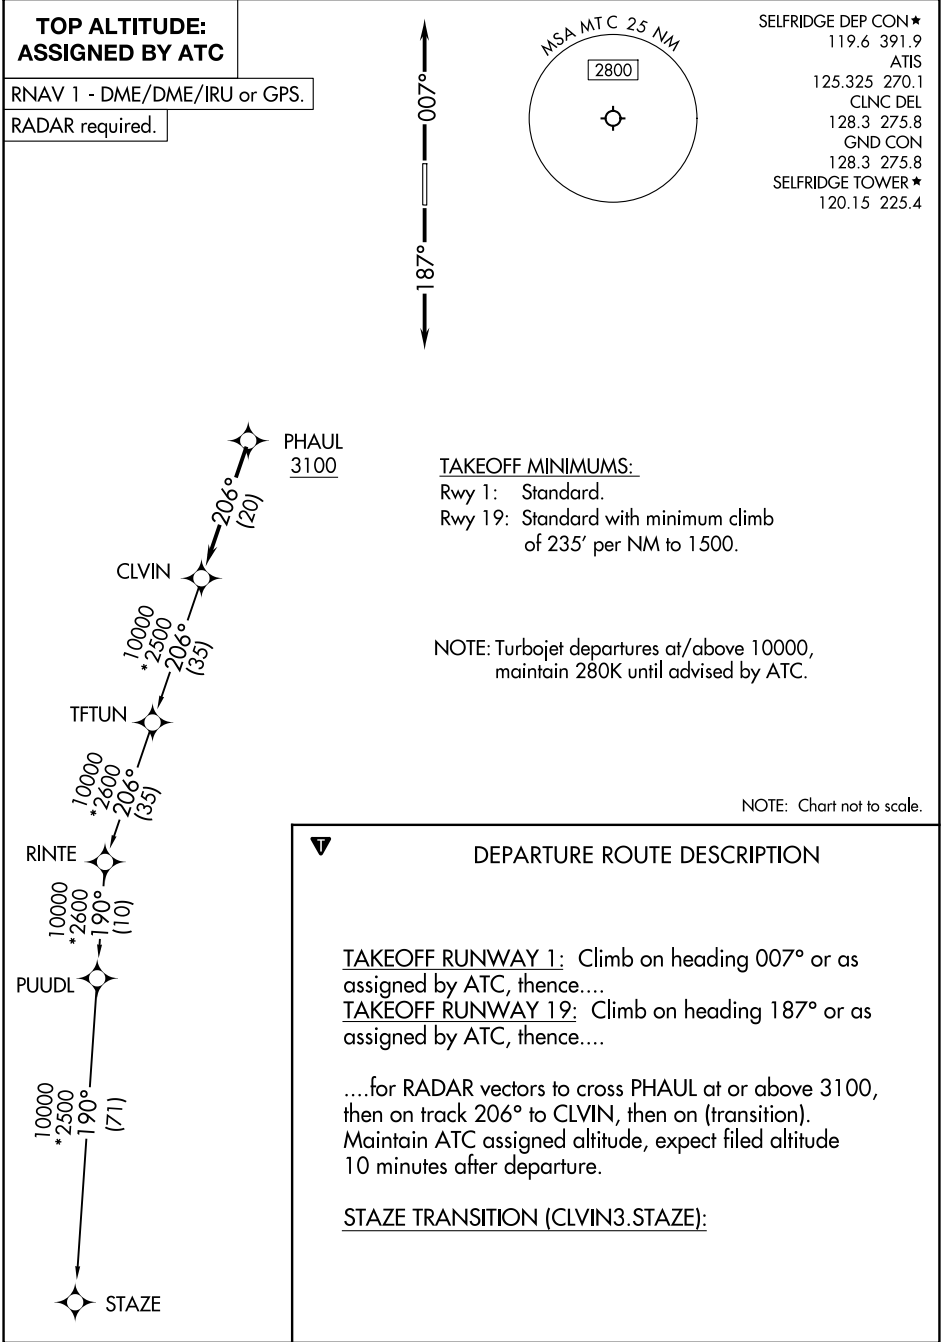 TOP ALTITUDE:
ASSIGNED BY ATC
RNAV 1 - DME/DME/IRU or GPS.
RADAR required.
007°
187°
MSA MTC 25 NM
2800
SELFRIDGE DEP CON★
119.6 391.9
ATIS
125.325 270.1
CLNC DEL
128.3 275.8
GND CON
128.3 275.8
SELFRIDGE TOWER★
120.15 225.4
PHAUL
3100
206°
(20)
CLVIN
10000
*2500
206°
(35)
TFTUN
10000
*2600
206°
(35)
RINTE
10000
*2600
190°
(10)
PUUDL
10000
*2500
190°
(71)
STAZE
TAKEOFF MINIMUMS:
Rwy 1: Standard.
Rwy 19: Standard with minimum climb
of 235' per NM to 1500.
NOTE: Turbojet departures at/above 10000,
maintain 280K until advised by ATC.
NOTE: Chart not to scale.
T
DEPARTURE ROUTE DESCRIPTION
TAKEOFF RUNWAY 1: Climb on heading 007° or as
assigned by ATC, thence....
TAKEOFF RUNWAY 19: Climb on heading 187° or as
assigned by ATC, thence....
....for RADAR vectors to cross PHAUL at or above 3100,
then on track 206° to CLVIN, then on (transition).
Maintain ATC assigned altitude, expect filed altitude
10 minutes after departure.
STAZE TRANSITION (CLVIN3.STAZE):